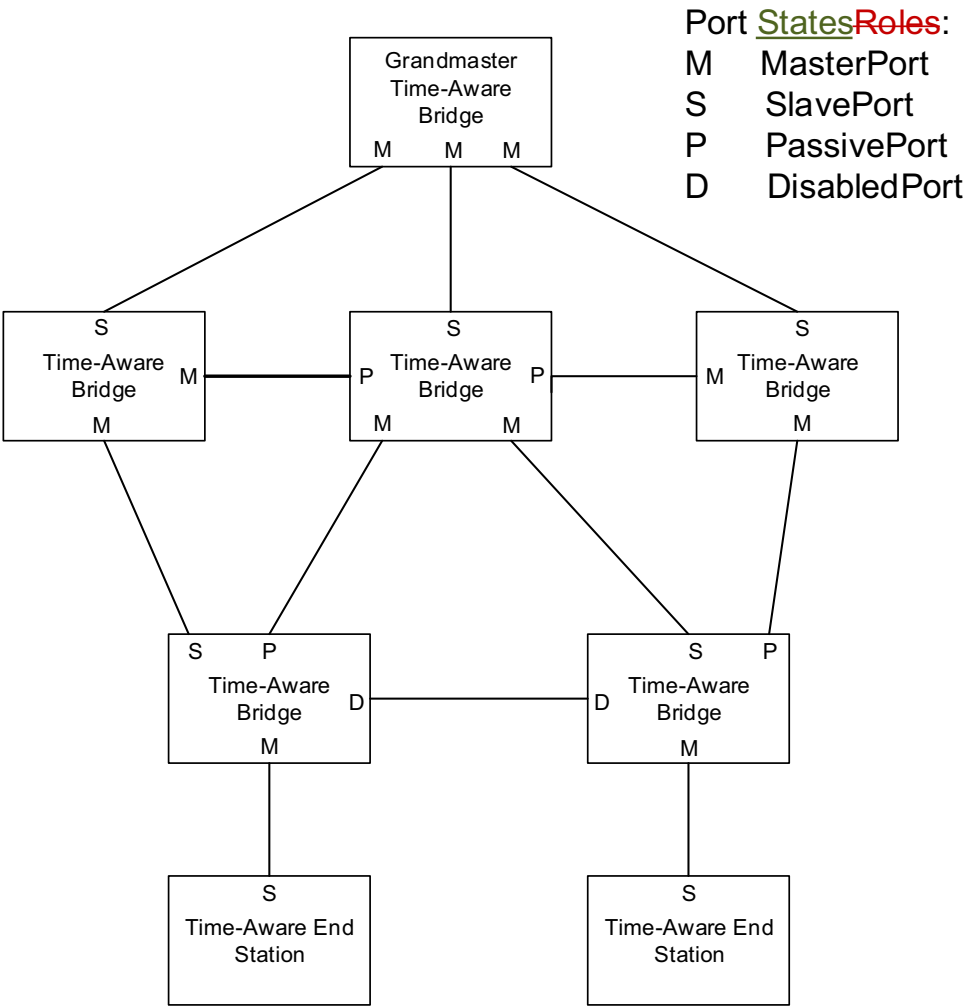 Port StatesRoles:
M MasterPort
S SlavePort
P PassivePort
D DisabledPort
Grandmaster
Time-Aware
Bridge
M M M
S
Time-Aware
Bridge
M
M
S
Time-Aware
Bridge
P
P
M M
S
Time-Aware
Bridge
M
M
S P
Time-Aware
Bridge
D
M
S P
Time-Aware
Bridge
D
M
S
Time-Aware End
Station
S
Time-Aware End
Station